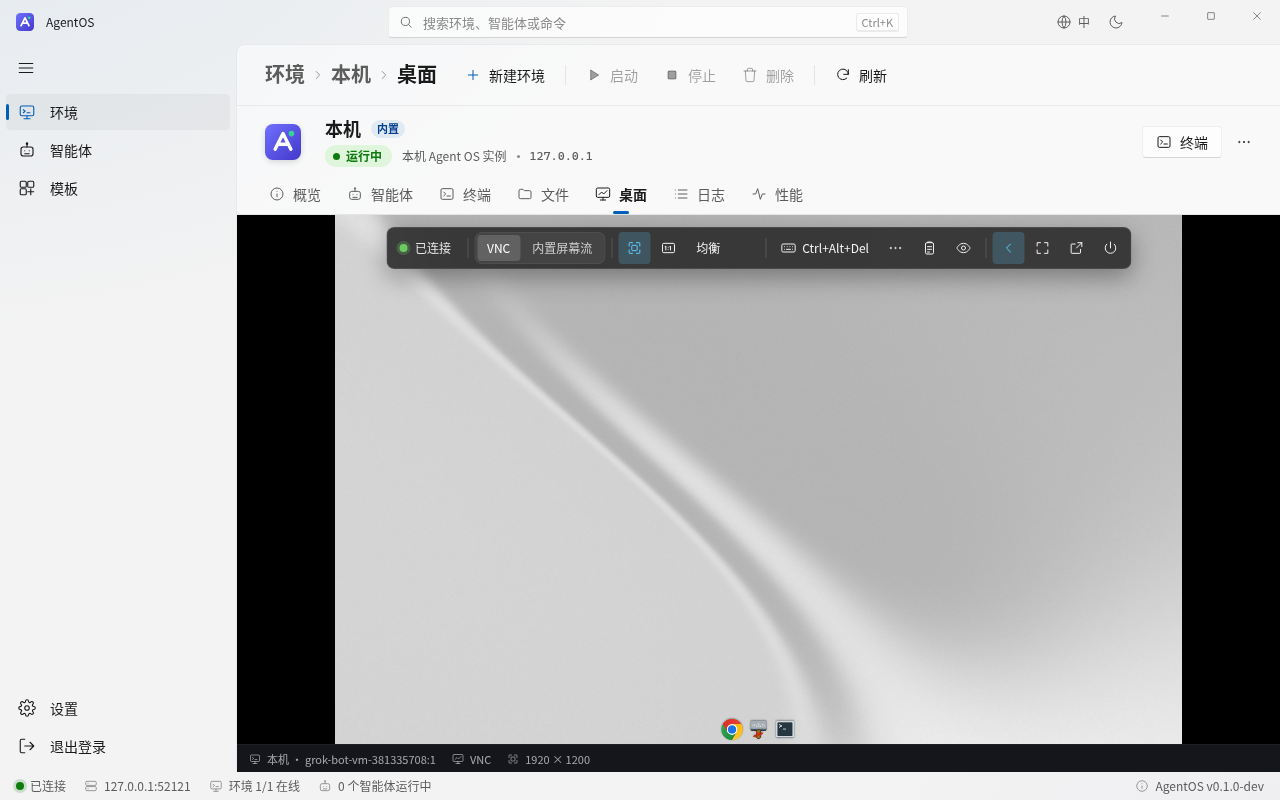 AgentOS
搜索环境、智能体或命令
Ctrl+K
中
环境
智能体
模板
设置
退出登录
环境 › 本机 › 桌面
新建环境
启动
停止
删除
刷新
本机
内置
运行中
本机 Agent OS 实例 • 127.0.0.1
终端
概览
智能体
终端
文件
桌面
日志
性能
已连接
VNC
内置屏幕流
均衡
Ctrl+Alt+Del
本机 • grok-bot-vm-381335708:1
VNC
1920 × 1200
已连接
127.0.0.1:52121
环境 1/1 在线
0 个智能体运行中
AgentOS v0.1.0-dev